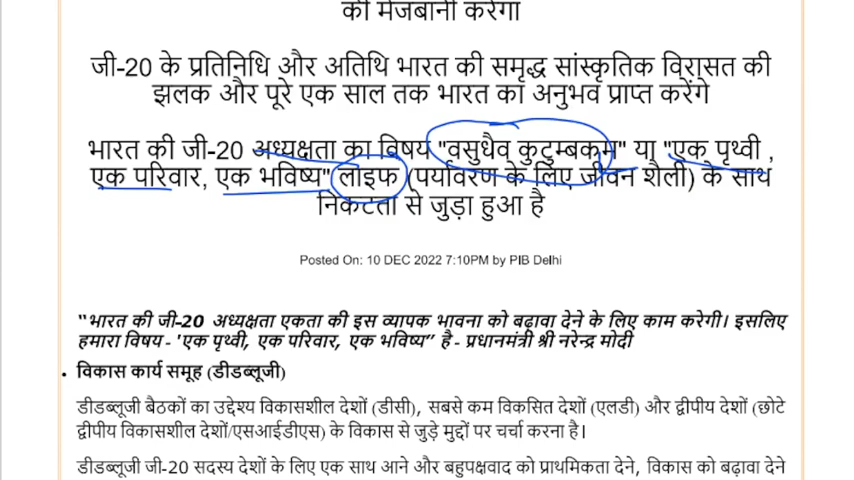 की मेजबानी करेगा
जी-20 के प्रतिनिधि और अतिथि भारत की समृद्ध सांस्कृतिक विरासत की
झलक और पूरे एक साल तक भारत का अनुभव प्राप्त करेंगे
भारत की जी-20 अध्यक्षता का विषय "वसुधैव कुटुम्बकम" या "एक पृथ्वी ,
एक परिवार, एक भविष्य" लाइफ (पर्यावरण के लिए जीवन शैली) के साथ
निकटता से जुड़ा हुआ है
Posted On: 10 DEC 2022 7:10PM by PIB Delhi
"भारत की जी-20 अध्यक्षता एकता की इस व्यापक भावना को बढ़ावा देने के लिए काम करेगी। इसलिए
हमारा विषय - 'एक पृथ्वी, एक परिवार, एक भविष्य” है - प्रधानमंत्री श्री नरेन्द्र मोदी
• विकास कार्य समूह (डीडब्लूजी)
डीडब्लूजी बैठकों का उद्देश्य विकासशील देशों (डीसी), सबसे कम विकसित देशों (एलडी) और द्वीपीय देशों (छोटे
द्वीपीय विकासशील देशों/एसआईडीएस) के विकास से जुड़े मुद्दों पर चर्चा करना है।
डीडब्लूजी जी-20 सदस्य देशों के लिए एक साथ आने और बहुपक्षवाद को प्राथमिकता देने, विकास को बढ़ावा देने